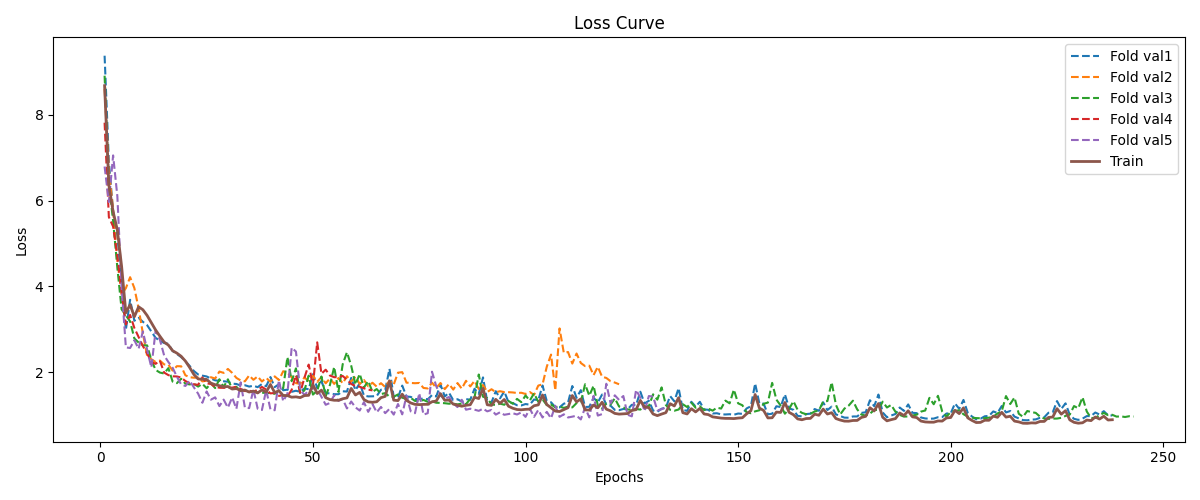 Loss Curve
Loss
8
6
4
2
0
50
100
150
200
250
Epochs
Fold val1
Fold val2
Fold val3
Fold val4
Fold val5
Train